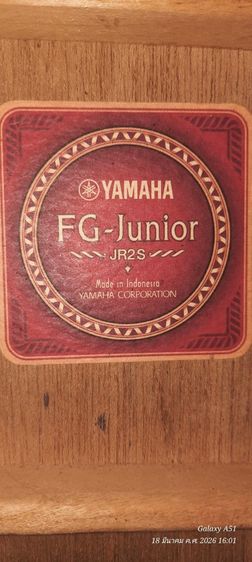 YAMAHA
FG-Junior
JR2S
Made in Indonesia
YAMAHA CORPORATION
Galaxy A51
18 มีนาคม ค.ศ. 2026 16:01